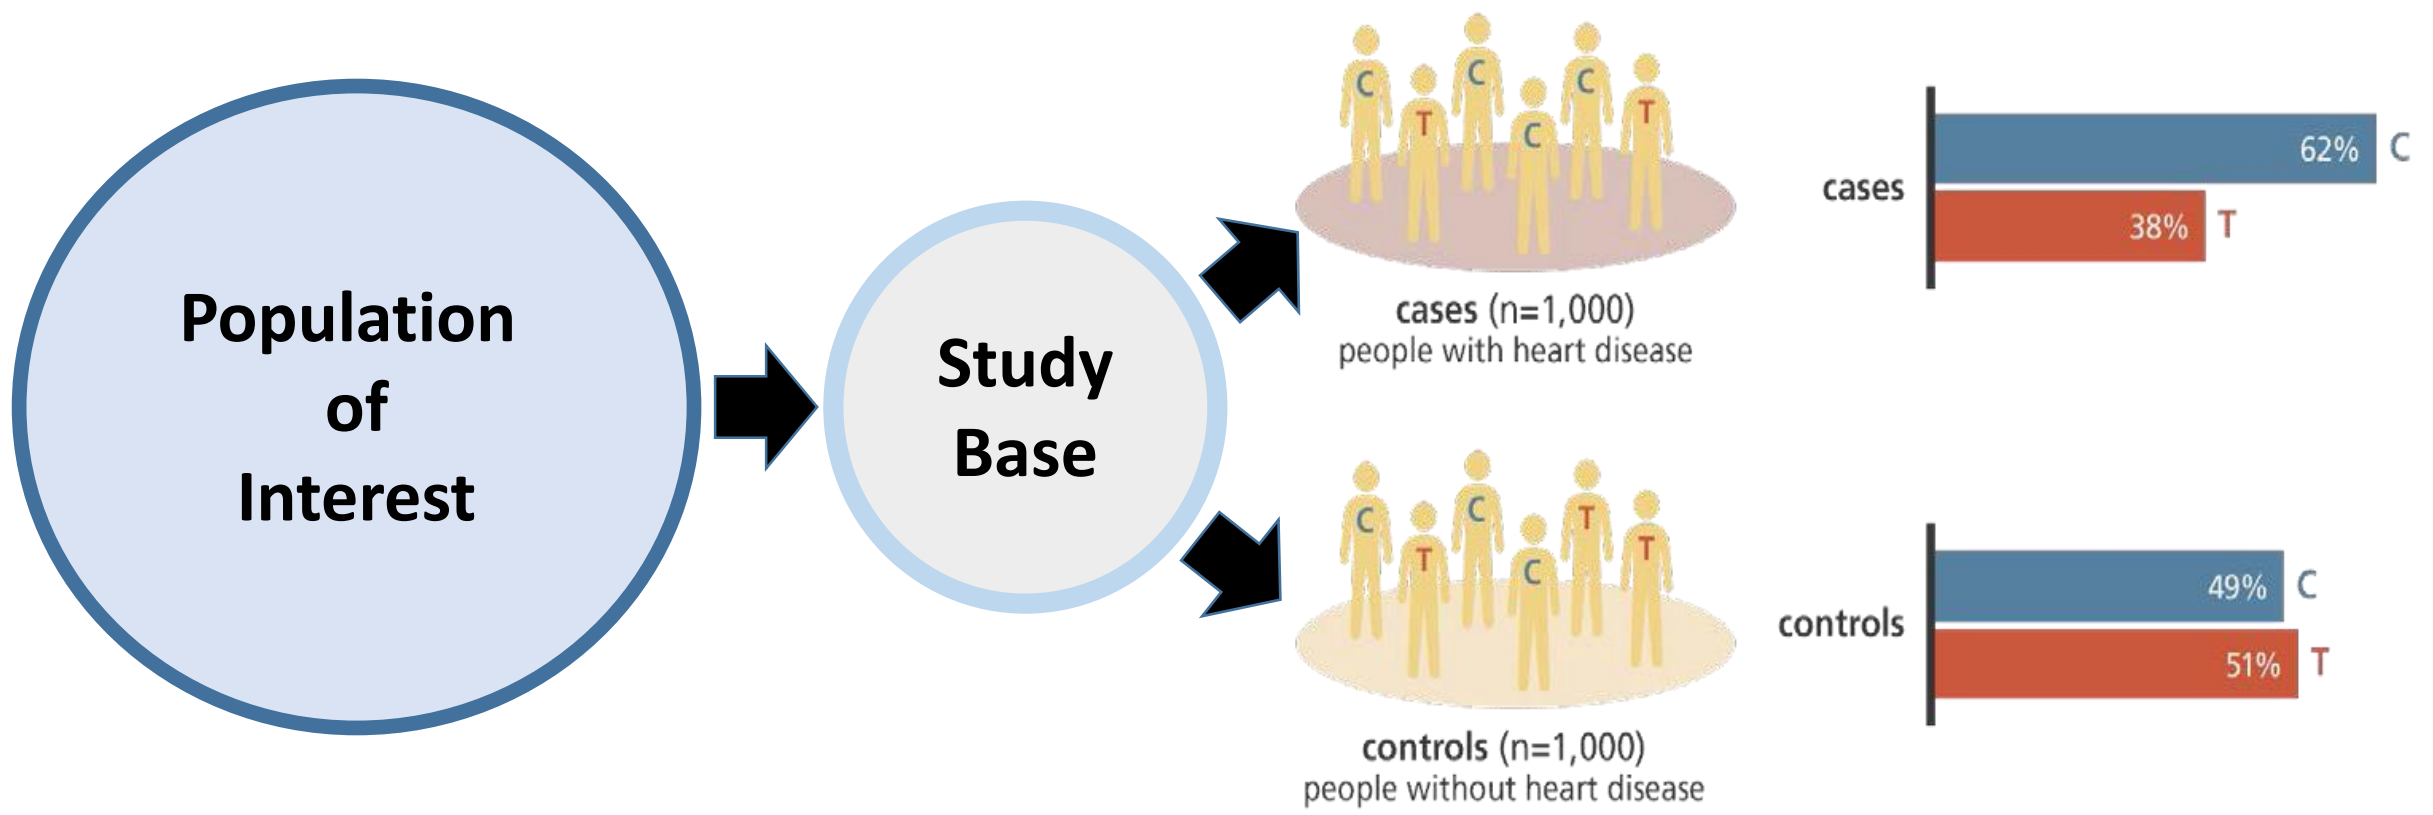 Population
of
Interest
Study
Base
C
C
C
T
T
C
cases (n=1,000)
people with heart disease
cases
62% C
38% T
C
C
T
T
T
C
controls (n=1,000)
people without heart disease
controls
49% C
51% T